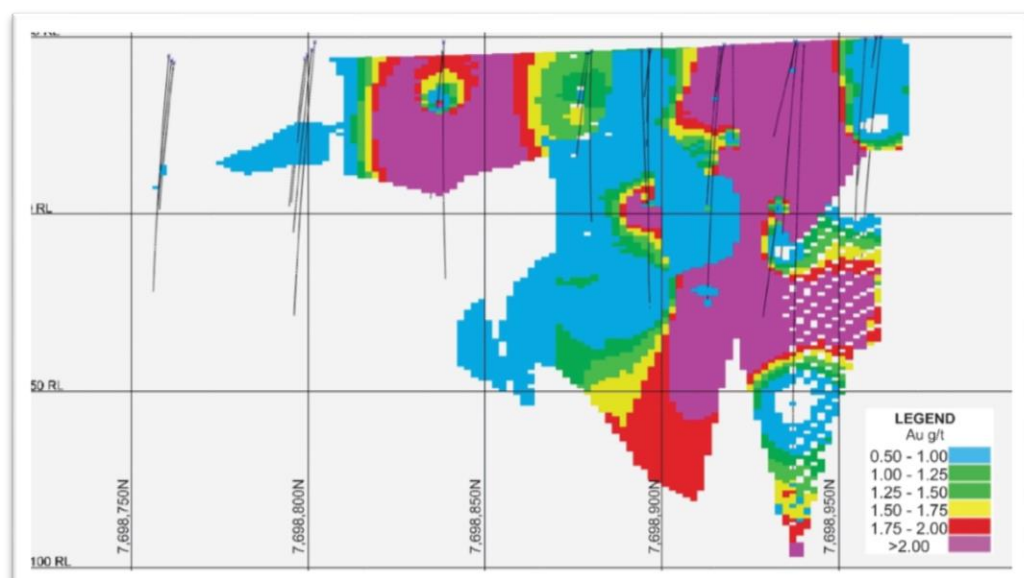 RL
50 RL
100 RL
7,698,750N
7,698,800N
7,698,850N
7,698,900N
7,698,950N
LEGEND
Au g/t
0.50 - 1.00
1.00 - 1.25
1.25 - 1.50
1.50 - 1.75
1.75 - 2.00
>2.00